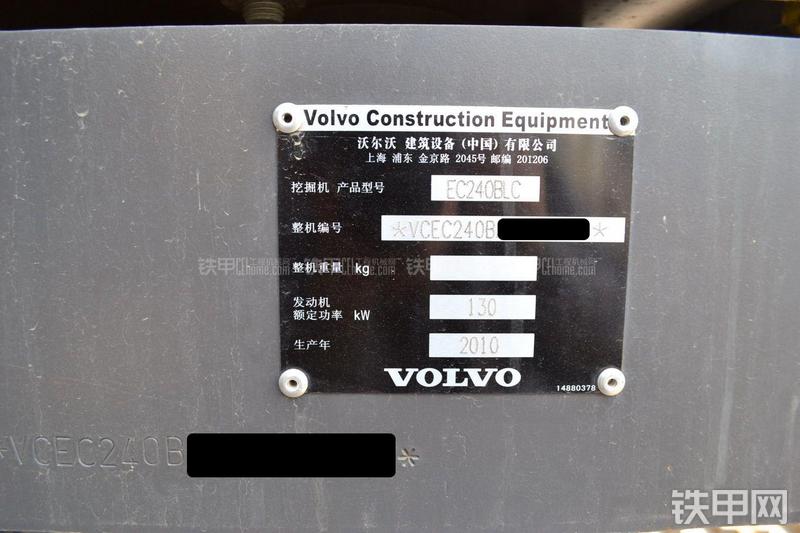 Volvo Construction Equipment
沃尔沃 建筑设备 (中国) 有限公司
上海 浦东 金京路 2045号 邮编 201206
挖掘机 产品型号 EC240BLC
整机编号 *VCEC240B *
整机重量 kg
发动机
额定功率 kW 130
生产年 2010
VOLVO
14880378
*VCEC240B *
铁甲网